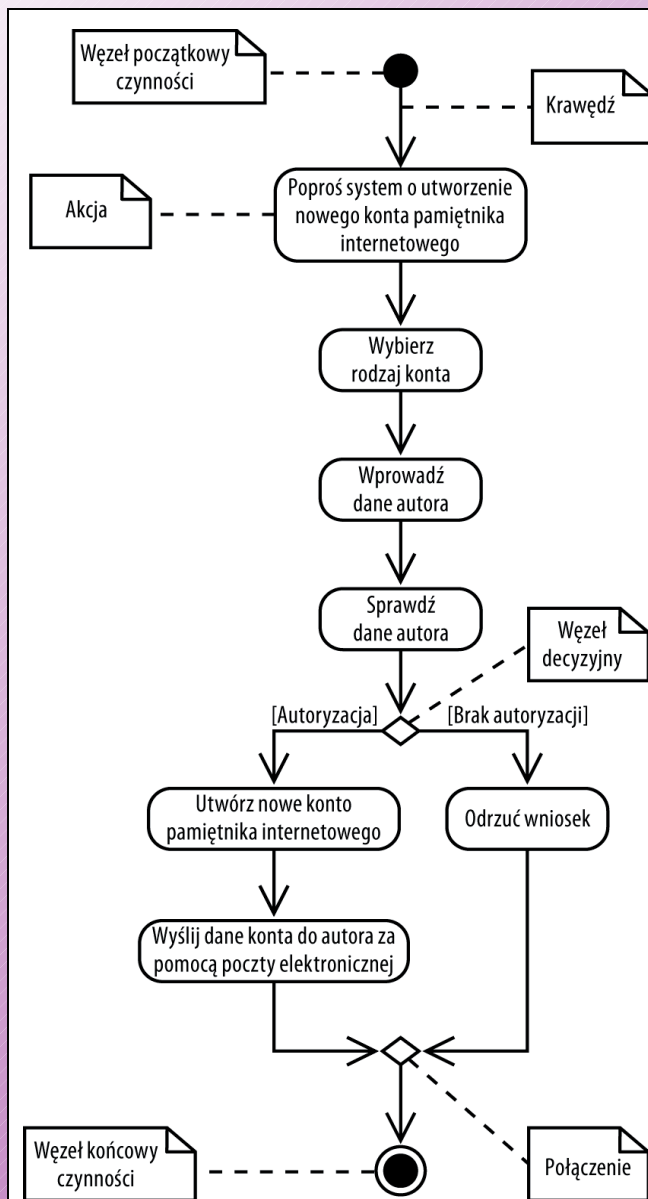 Węzeł początkowy
czynności
Krawędź
Poproś system o utworzenie
nowego konta pamiętnika
internetowego
Akcja
Wybierz
rodzaj konta
Wprowadź
dane autora
Sprawdź
dane autora
Węzeł
decyzyjny
[Autoryzacja]
[Brak autoryzacji]
Utwórz nowe konto
pamiętnika internetowego
Odrzuć wniosek
Wyślij dane konta do autora za
pomocą poczty elektronicznej
Węzeł końcowy
czynności
Połączenie